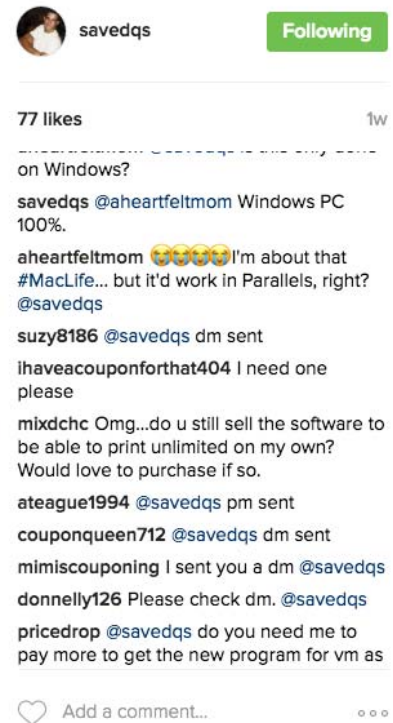 savedqs
Following
77 likes
1w
on Windows?
savedqs @aheartfeltmom Windows PC
100%.
aheartfeltmom 😭😭😭😭I'm about that
#MacLife... but it'd work in Parallels, right?
@savedqs
suzy8186 @savedqs dm sent
ihaveacouponforthat404 I need one
please
mixdchc Omg...do u still sell the software to
be able to print unlimited on my own?
Would love to purchase if so.
ateague1994 @savedqs pm sent
couponqueen712 @savedqs dm sent
mimiscouponing I sent you a dm @savedqs
donnelly126 Please check dm. @savedqs
pricedrop @savedqs do you need me to
pay more to get the new program for vm as
Add a comment...